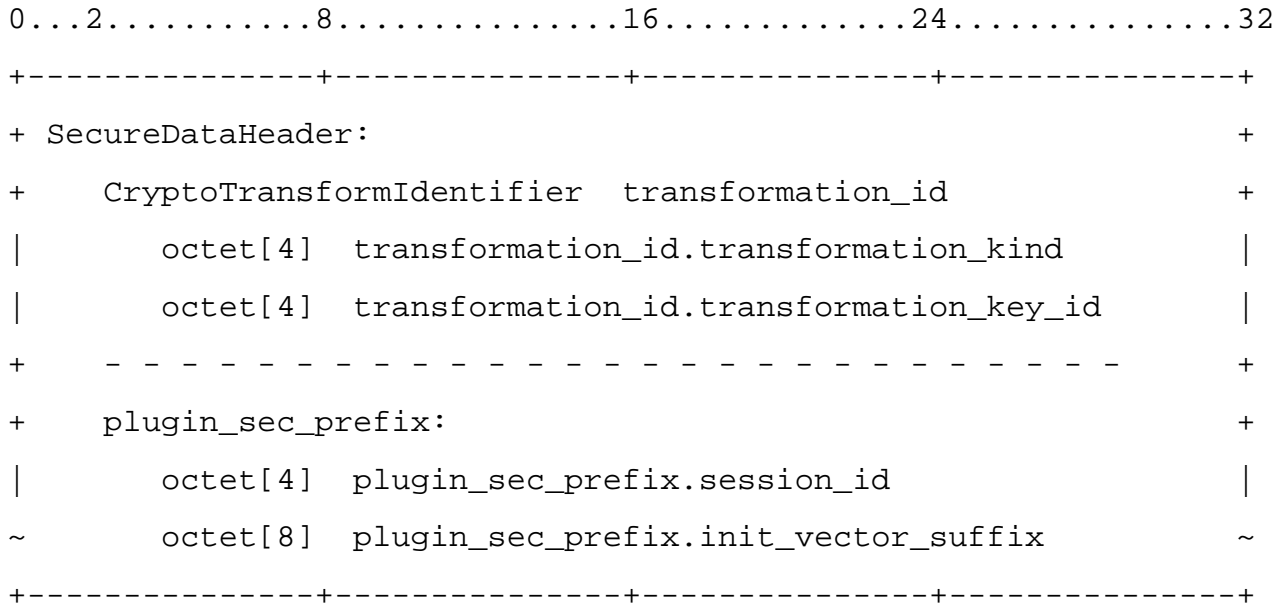 0...2...........8...............16.............24...............32
+---------------+---------------+---------------+---------------+
+ SecureDataHeader: +
+ CryptoTransformIdentifier transformation_id +
| octet[4] transformation_id.transformation_kind |
| octet[4] transformation_id.transformation_key_id |
+ - - - - - - - - - - - - - - - - - - - - - - - - - - - +
+ plugin_sec_prefix: +
| octet[4] plugin_sec_prefix.session_id |
~ octet[8] plugin_sec_prefix.init_vector_suffix ~
+---------------+---------------+---------------+---------------+